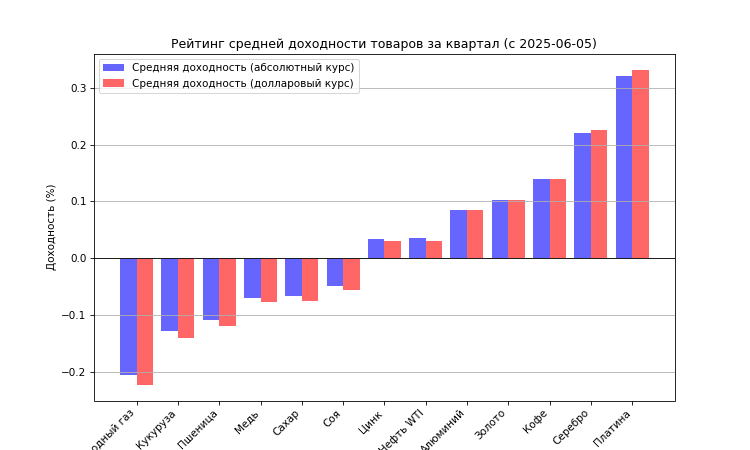 Рейтинг средней доходности товаров за квартал (с 2025-06-05)
Средняя доходность (абсолютный курс)
Средняя доходность (долларовый курс)
Доходность (%)
0.3
0.2
0.1
0.0
−0.1
−0.2
одный газ
Кукуруза
Пшеница
Медь
Сахар
Соя
Цинк
Нефть WTI
Алюминий
Золото
Кофе
Серебро
Платина